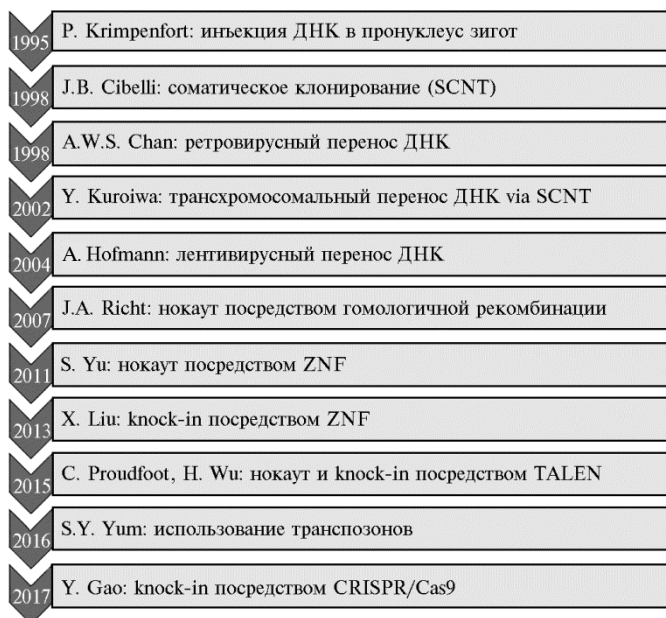 1995 P. Krimpenfort: инъекция ДНК в пронуклеус зигот
1998 J.B. Cibelli: соматическое клонирование (SCNT)
1998 A.W.S. Chan: ретровирусный перенос ДНК
2002 Y. Kuroiwa: трансхромосомальный перенос ДНК via SCNT
2004 A. Hofmann: лентивирусный перенос ДНК
2007 J.A. Richt: нокаут посредством гомологичной рекомбинации
2011 S. Yu: нокаут посредством ZNF
2013 X. Liu: knock-in посредством ZNF
2015 C. Proudfoot, H. Wu: нокаут и knock-in посредством TALEN
2016 S.Y. Yum: использование транспозонов
2017 Y. Gao: knock-in посредством CRISPR/Cas9